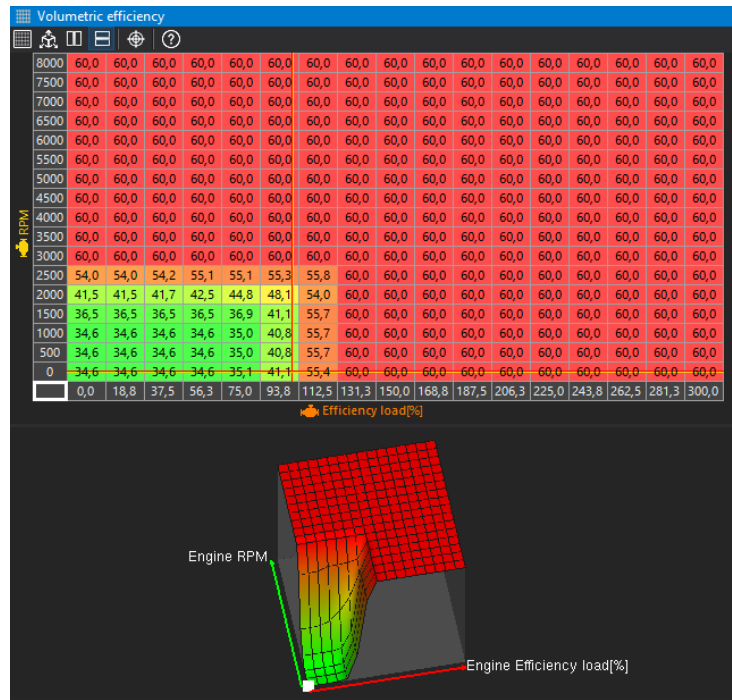 Volumetric efficiency
8000 60,0 60,0 60,0 60,0 60,0 60,0 60,0 60,0 60,0 60,0 60,0 60,0 60,0 60,0 60,0 60,0 60,0
7500 60,0 60,0 60,0 60,0 60,0 60,0 60,0 60,0 60,0 60,0 60,0 60,0 60,0 60,0 60,0 60,0 60,0
7000 60,0 60,0 60,0 60,0 60,0 60,0 60,0 60,0 60,0 60,0 60,0 60,0 60,0 60,0 60,0 60,0 60,0
6500 60,0 60,0 60,0 60,0 60,0 60,0 60,0 60,0 60,0 60,0 60,0 60,0 60,0 60,0 60,0 60,0 60,0
6000 60,0 60,0 60,0 60,0 60,0 60,0 60,0 60,0 60,0 60,0 60,0 60,0 60,0 60,0 60,0 60,0 60,0
5500 60,0 60,0 60,0 60,0 60,0 60,0 60,0 60,0 60,0 60,0 60,0 60,0 60,0 60,0 60,0 60,0 60,0
5000 60,0 60,0 60,0 60,0 60,0 60,0 60,0 60,0 60,0 60,0 60,0 60,0 60,0 60,0 60,0 60,0 60,0
4500 60,0 60,0 60,0 60,0 60,0 60,0 60,0 60,0 60,0 60,0 60,0 60,0 60,0 60,0 60,0 60,0 60,0
4000 60,0 60,0 60,0 60,0 60,0 60,0 60,0 60,0 60,0 60,0 60,0 60,0 60,0 60,0 60,0 60,0 60,0
3500 60,0 60,0 60,0 60,0 60,0 60,0 60,0 60,0 60,0 60,0 60,0 60,0 60,0 60,0 60,0 60,0 60,0
3000 60,0 60,0 60,0 60,0 60,0 60,0 60,0 60,0 60,0 60,0 60,0 60,0 60,0 60,0 60,0 60,0 60,0
2500 54,0 54,0 54,2 55,1 55,1 55,3 55,8 60,0 60,0 60,0 60,0 60,0 60,0 60,0 60,0 60,0 60,0
2000 41,5 41,5 41,7 42,5 44,8 48,1 54,0 60,0 60,0 60,0 60,0 60,0 60,0 60,0 60,0 60,0 60,0
1500 36,5 36,5 36,5 36,5 36,9 41,1 55,7 60,0 60,0 60,0 60,0 60,0 60,0 60,0 60,0 60,0 60,0
1000 34,6 34,6 34,6 34,6 35,0 40,8 55,7 60,0 60,0 60,0 60,0 60,0 60,0 60,0 60,0 60,0 60,0
500 34,6 34,6 34,6 34,6 35,0 40,8 55,7 60,0 60,0 60,0 60,0 60,0 60,0 60,0 60,0 60,0 60,0
0 34,6 34,6 34,6 34,6 35,1 41,1 55,4 60,0 60,0 60,0 60,0 60,0 60,0 60,0 60,0 60,0 60,0
0,0 18,8 37,5 56,3 75,0 93,8 112,5 131,3 150,0 168,8 187,5 206,3 225,0 243,8 262,5 281,3 300,0
RPM
Efficiency load[%]
Engine RPM
Engine Efficiency load[%]